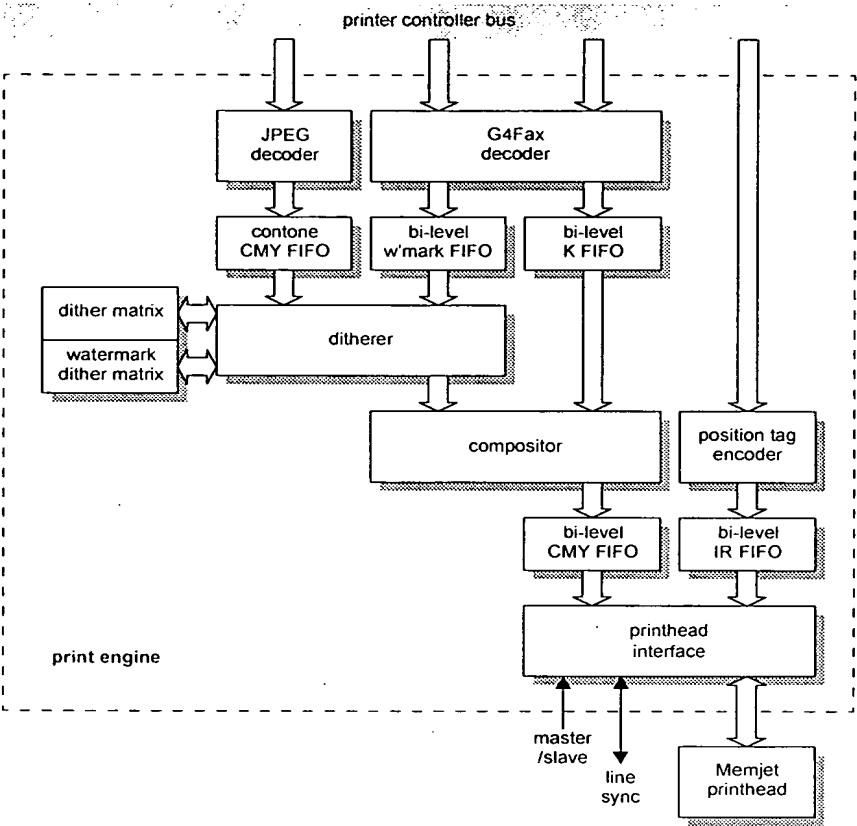 printer controller bus
JPEG
decoder
G4Fax
decoder
contone
CMY FIFO
bi-level
w'mark FIFO
bi-level
K FIFO
dither matrix
watermark
dither matrix
ditherer
compositor
position tag
encoder
bi-level
CMY FIFO
bi-level
IR FIFO
printhead
interface
print engine
master
/slave
line
sync
Memjet
printhead